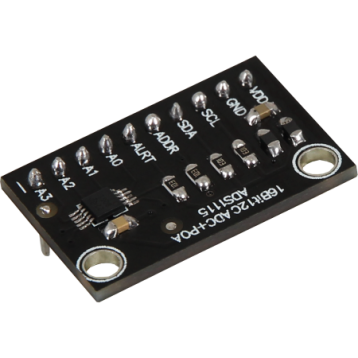 VDD
GND
SCL
SDA
ADDR
ALRT
A0
A1
A2
A3
16Bit I2C ADC+PGA
ADS1115